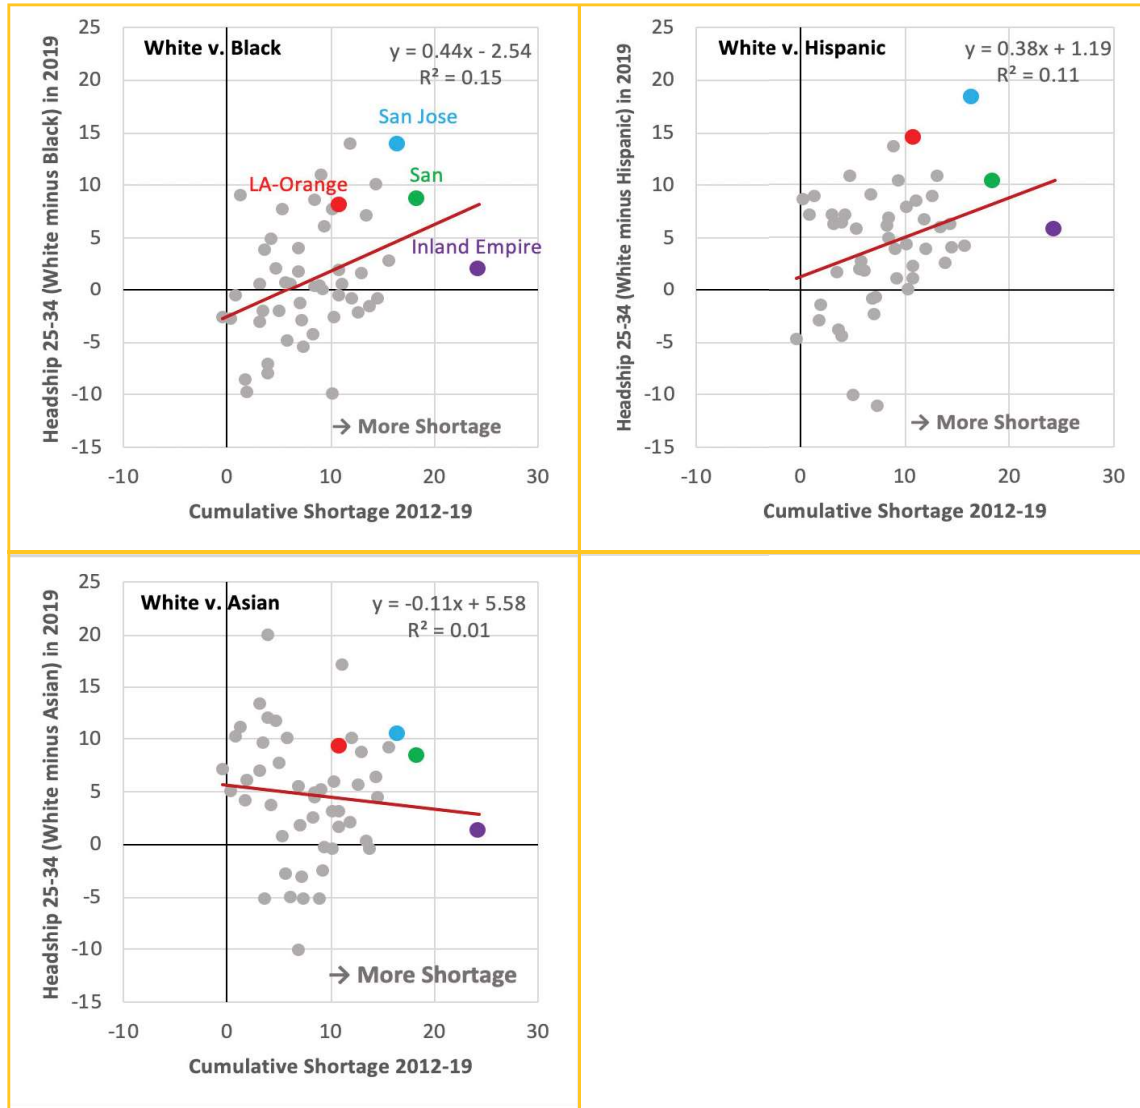 White v. Black
y = 0.44x - 2.54
R² = 0.15
San Jose
LA-Orange
San
Inland Empire
→ More Shortage
25
20
15
10
5
0
-5
-10
-15
-10 0 10 20 30
Headship 25-34 (White minus Black) in 2019
Cumulative Shortage 2012-19
White v. Hispanic
y = 0.38x + 1.19
R² = 0.11
→ More Shortage
25
20
15
10
5
0
-5
-10
-15
-10 0 10 20 30
Headship 25-34 (White minus Hispanic) in 2019
Cumulative Shortage 2012-19
White v. Asian
y = -0.11x + 5.58
R² = 0.01
→ More Shortage
25
20
15
10
5
0
-5
-10
-15
-10 0 10 20 30
Headship 25-34 (White minus Asian) in 2019
Cumulative Shortage 2012-19